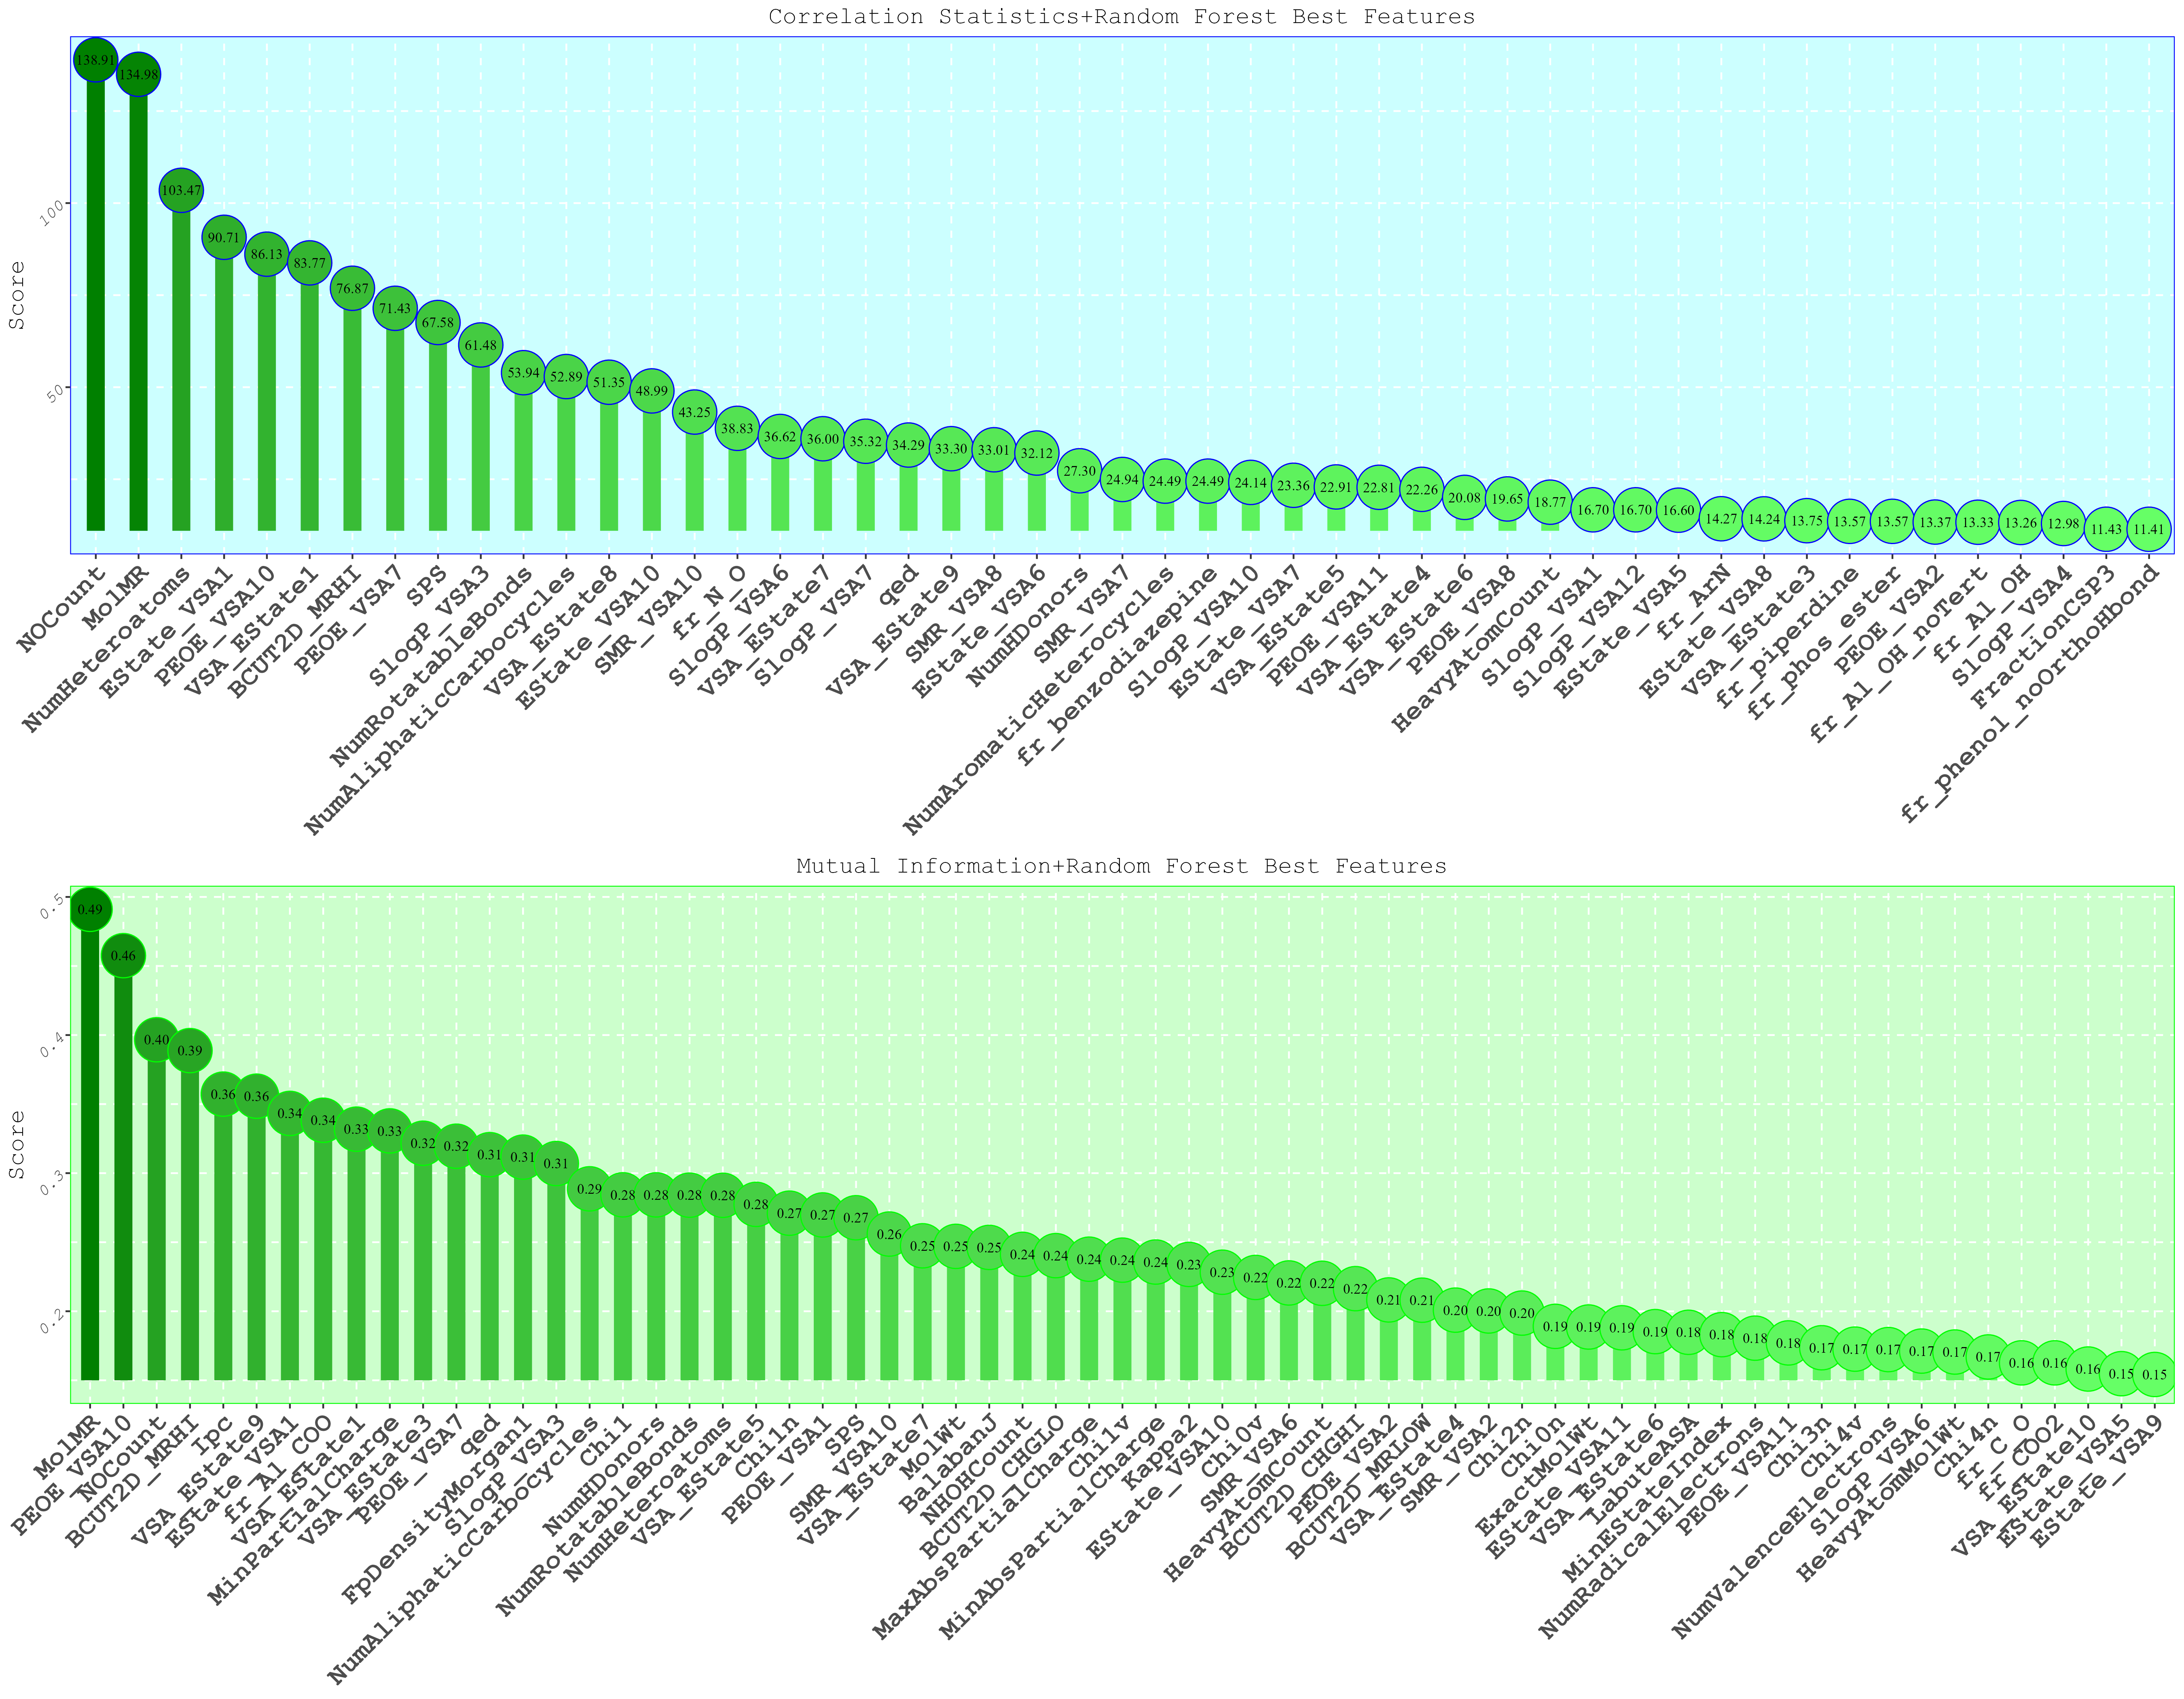 Correlation Statistics+Random Forest Best Features
Score
100
50
138.91
134.98
103.47
90.71
86.13
83.77
76.87
71.43
67.58
61.48
53.94
52.89
51.35
48.99
43.25
38.83
36.62
36.00
35.32
34.29
33.30
33.01
32.12
27.30
24.94
24.49
24.49
24.14
23.36
22.91
22.81
22.26
20.08
19.65
18.77
16.70
16.70
16.60
14.27
14.24
13.75
13.57
13.57
13.37
13.33
13.26
12.98
11.43
11.41
NOCount
MolMR
NumHeteroatoms
EState_VSA1
PEOE_VSA10
VSA_EState1
BCUT2D_MRHI
PEOE_VSA7
SPS
SlogP_VSA3
NumRotatableBonds
NumAliphaticCarbocycles
VSA_EState8
EState_VSA10
SMR_VSA10
fr_N_O
SlogP_VSA6
VSA_EState7
SlogP_VSA7
qed
VSA_EState9
SMR_VSA8
EState_VSA6
NumHDonors
SMR_VSA7
NumAromaticHeterocycles
fr_benzodiazepine
SlogP_VSA10
EState_VSA7
VSA_EState5
PEOE_VSA11
VSA_EState4
VSA_EState6
PEOE_VSA8
HeavyAtomCount
SlogP_VSA1
SlogP_VSA12
EState_VSA5
fr_ArN
EState_VSA8
VSA_EState3
fr_piperdine
fr_phos_ester
PEOE_VSA2
fr_Al_OH_noTert
fr_Al_OH
SlogP_VSA4
FractionCSP3
fr_phenol_noOrthoHbond
Mutual Information+Random Forest Best Features
Score
0.5
0.4
0.3
0.2
0.49
0.46
0.40
0.39
0.36
0.36
0.34
0.34
0.33
0.33
0.32
0.32
0.31
0.31
0.31
0.29
0.28
0.28
0.28
0.28
0.28
0.27
0.27
0.27
0.26
0.25
0.25
0.25
0.24
0.24
0.24
0.24
0.24
0.23
0.23
0.22
0.22
0.22
0.22
0.21
0.21
0.20
0.20
0.20
0.19
0.19
0.19
0.19
0.18
0.18
0.18
0.18
0.17
0.17
0.17
0.17
0.17
0.17
0.16
0.16
0.16
0.15
0.15
MolMR
PEOE_VSA10
NOCount
BCUT2D_MRHI
Ipc
VSA_EState9
EState_VSA1
fr_Al_COO
VSA_EState1
MinPartialCharge
VSA_EState3
PEOE_VSA7
qed
FpDensityMorgan1
SlogP_VSA3
NumAliphaticCarbocycles
Chi1
NumHDonors
NumRotatableBonds
NumHeteroatoms
VSA_EState5
Chi1n
PEOE_VSA1
SPS
SMR_VSA10
VSA_EState7
MolWt
BalabanJ
NHOHCount
BCUT2D_CHGLO
MaxAbsPartialCharge
Chi1v
MinAbsPartialCharge
Kappa2
EState_VSA10
Chi0v
SMR_VSA6
HeavyAtomCount
BCUT2D_CHGHI
PEOE_VSA2
BCUT2D_MRLOW
VSA_EState4
SMR_VSA2
Chi2n
Chi0n
ExactMolWt
EState_VSA11
VSA_EState6
LabuteASA
MinEStateIndex
NumRadicalElectrons
PEOE_VSA11
Chi3n
Chi4v
NumValenceElectrons
SlogP_VSA6
HeavyAtomMolWt
Chi4n
fr_C_O
fr_COO2
VSA_EState10
EState_VSA5
EState_VSA9